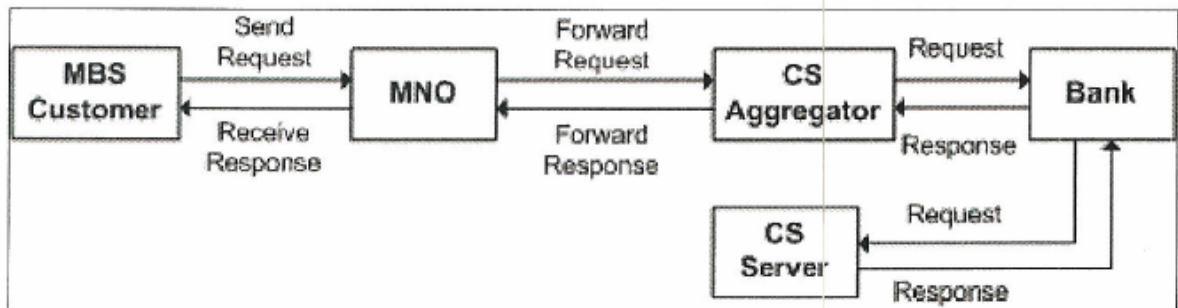 Send
Request
Forward
Request
Request
MBS
Customer
MNO
CS
Aggregator
Bank
Receive
Response
Forward
Response
Response
Request
CS
Server
Response